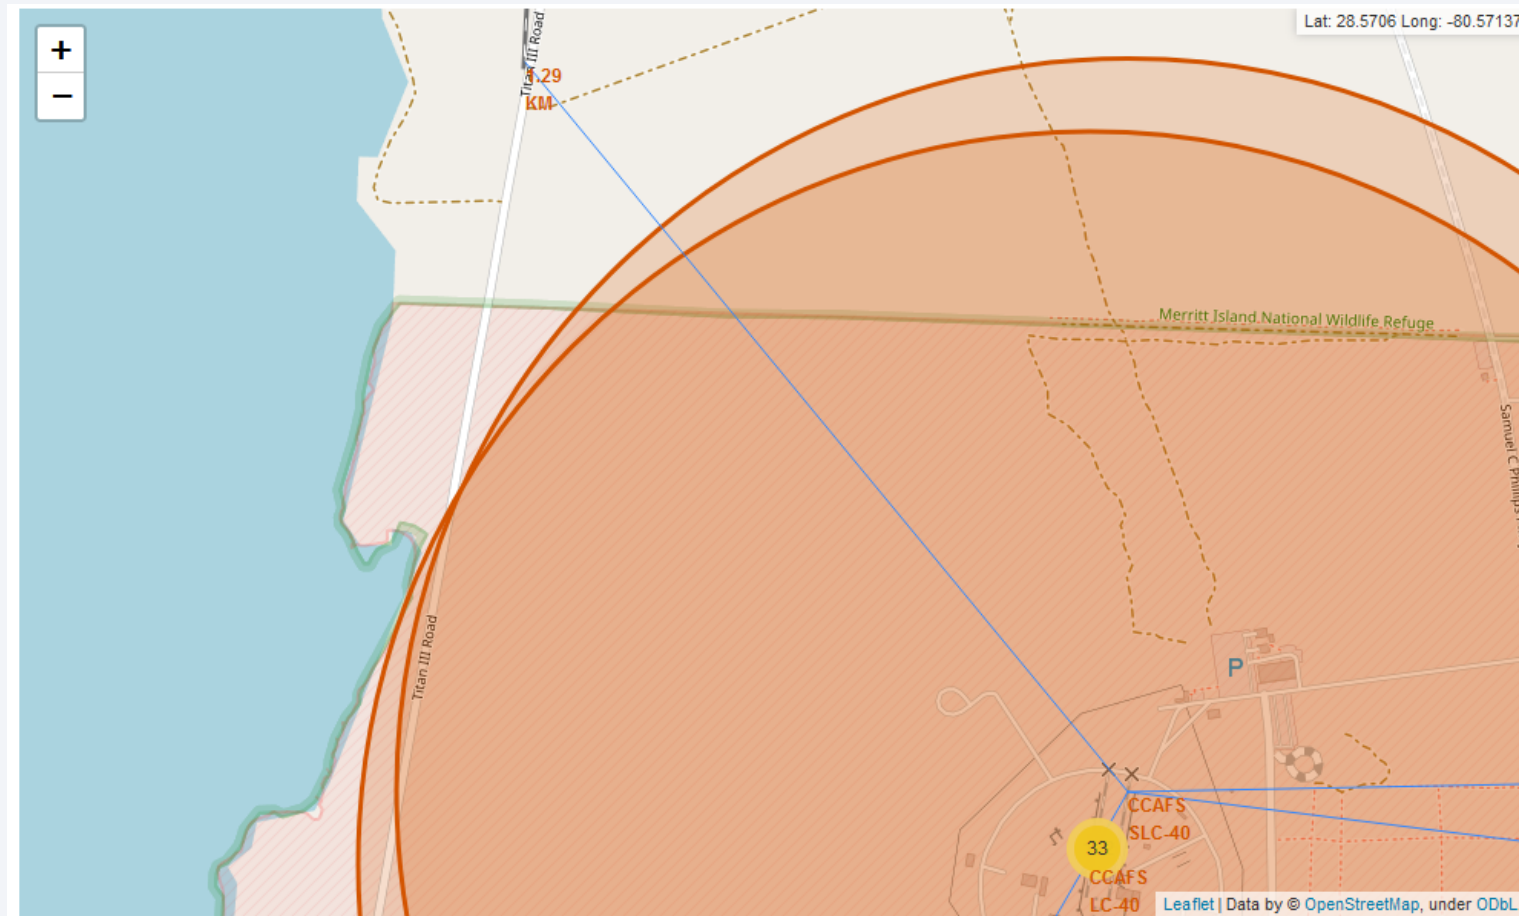 +
−
Lat: 28.5706 Long: -80.57137
Titan III Road
1.29
KM
Merritt Island National Wildlife Refuge
Samuel C Phillips
Titan III Road
P
CCAFS
SLC-40
33
CCAFS
LC-40
Leaflet | Data by © OpenStreetMap, under ODbL